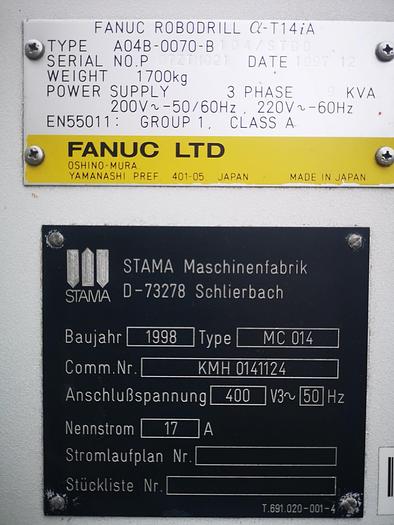 FANUC ROBODRILL α-T14iA
TYPE A04B-0070-B
SERIAL NO.P DATE 1997.12
WEIGHT 1700kg
POWER SUPPLY 3 PHASE KVA
200V~-50/60Hz, 220V~-60Hz
EN55011: GROUP 1, CLASS A
FANUC LTD
OSHINO-MURA
YAMANASHI PREF 401-05 JAPAN MADE IN JAPAN
STAMA
STAMA Maschinenfabrik
D-73278 Schlierbach
Baujahr 1998 Type MC 014
Comm.Nr. KMH 0141124
Anschlußspannung 400 V3~ 50 Hz
Nennstrom 17 A
Stromlaufplan Nr.
Stückliste Nr.
T.691.020-001-4